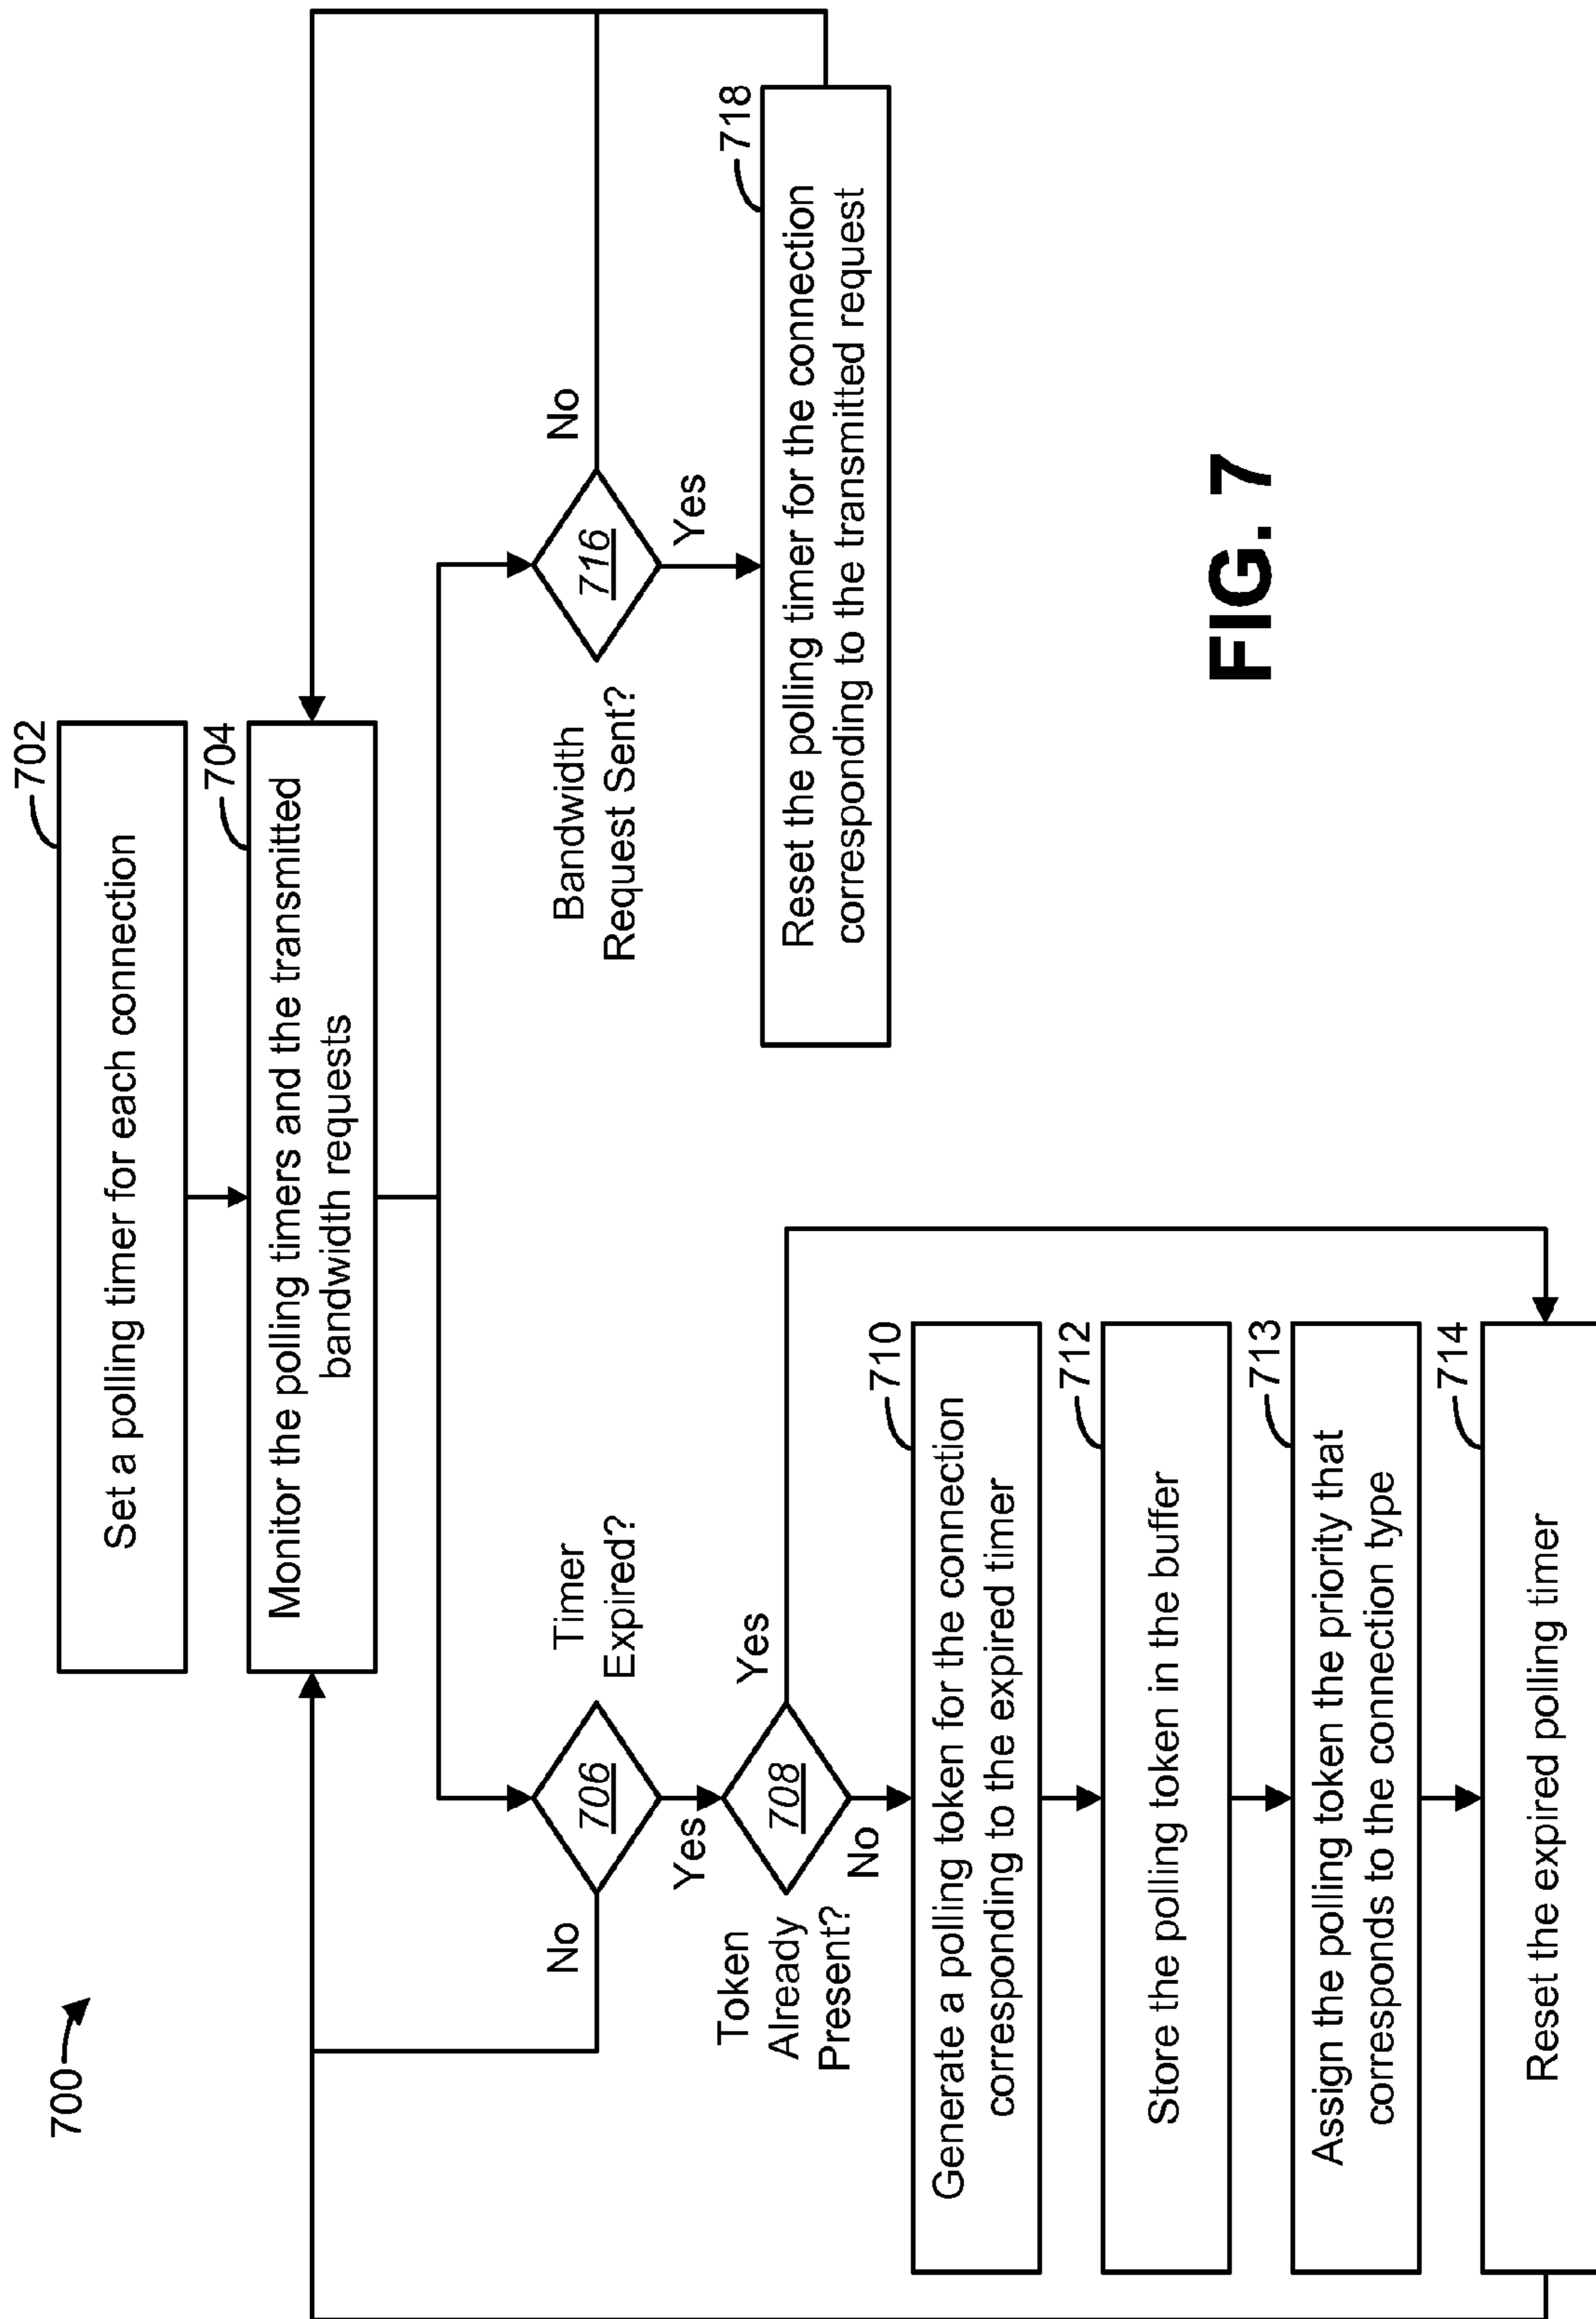 700
702
Set a polling timer for each connection
704
Monitor the polling timers and the transmitted
bandwidth requests
Timer
Expired?
706
No
Yes
Token
Already
Present?
708
Yes
No
710
Generate a polling token for the connection
corresponding to the expired timer
712
Store the polling token in the buffer
713
Assign the polling token the priority that
corresponds to the connection type
714
Reset the expired polling timer
Bandwidth
Request Sent?
716
No
Yes
718
Reset the polling timer for the connection
corresponding to the transmitted request
FIG. 7